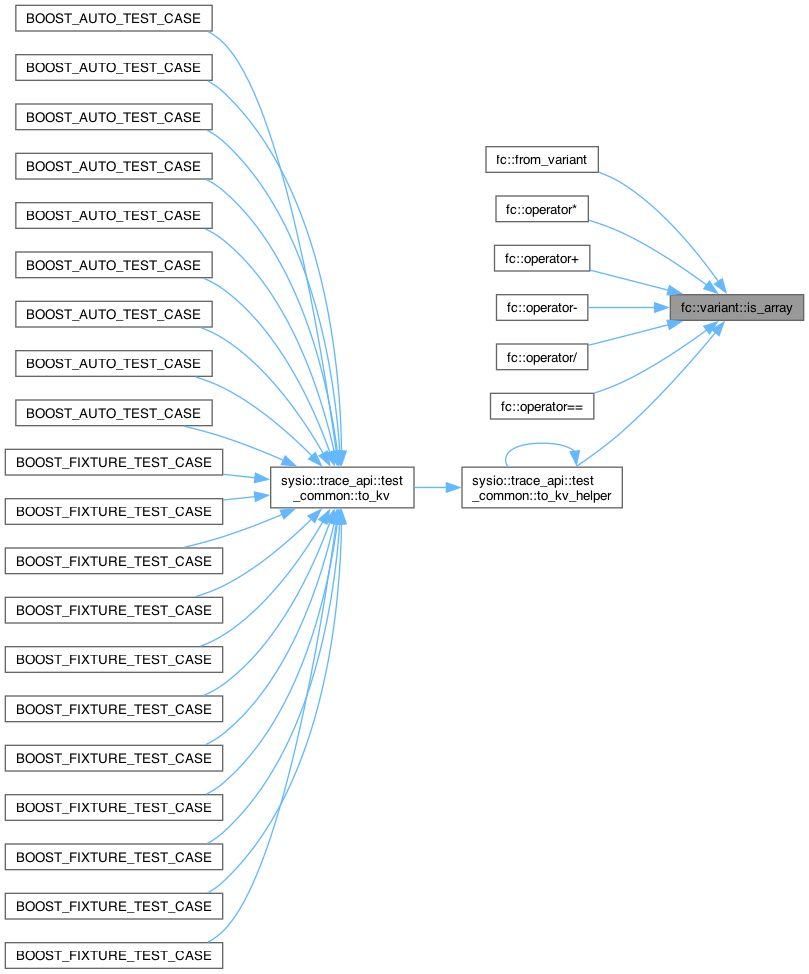 BOOST_AUTO_TEST_CASE
BOOST_AUTO_TEST_CASE
BOOST_AUTO_TEST_CASE
BOOST_AUTO_TEST_CASE
BOOST_AUTO_TEST_CASE
BOOST_AUTO_TEST_CASE
BOOST_AUTO_TEST_CASE
BOOST_AUTO_TEST_CASE
BOOST_AUTO_TEST_CASE
BOOST_FIXTURE_TEST_CASE
BOOST_FIXTURE_TEST_CASE
BOOST_FIXTURE_TEST_CASE
BOOST_FIXTURE_TEST_CASE
BOOST_FIXTURE_TEST_CASE
BOOST_FIXTURE_TEST_CASE
BOOST_FIXTURE_TEST_CASE
BOOST_FIXTURE_TEST_CASE
BOOST_FIXTURE_TEST_CASE
BOOST_FIXTURE_TEST_CASE
BOOST_FIXTURE_TEST_CASE
sysio::trace_api::test
_common::to_kv
fc::from_variant
fc::operator*
fc::operator+
fc::operator-
fc::operator/
fc::operator==
sysio::trace_api::test
_common::to_kv_helper
fc::variant::is_array